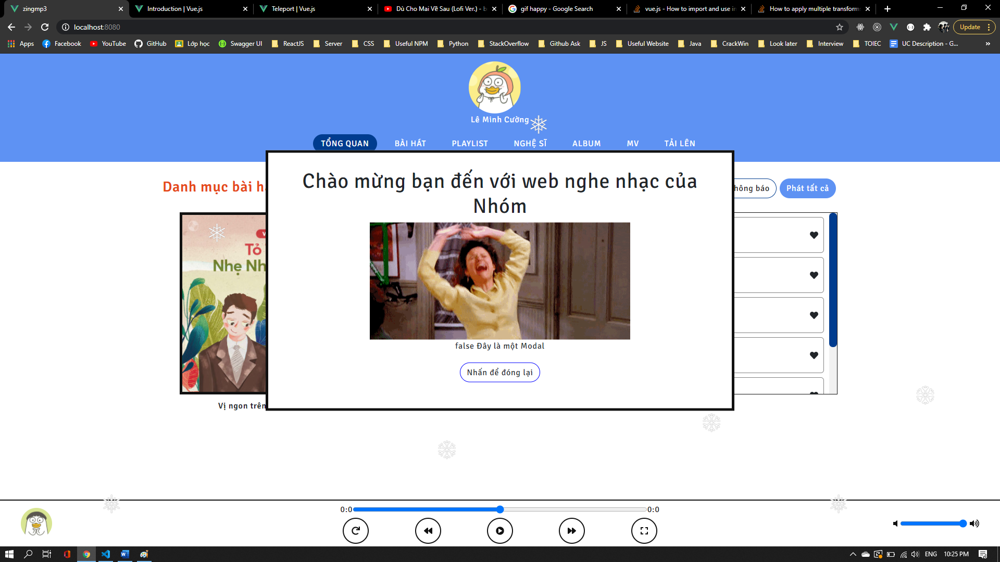 zingmp3
Introduction | Vue.js
Teleport | Vue.js
Dù Cho Mai Về Sau (Lofi Ver.) - b
gif happy - Google Search
vue.js - How to import and use i
How to apply multiple transform
localhost:8080
Update
Apps
Facebook
YouTube
GitHub
Lớp học
Swagger UI
ReactJS
Server
CSS
Useful NPM
Python
StackOverflow
Github Ask
JS
Useful Website
Java
CrackWin
Look later
Interview
TOIEC
UC Description - G...
»
Lê Minh Cường
TỔNG QUAN
BÀI HÁT
PLAYLIST
NGHỆ SĨ
ALBUM
MV
TẢI LÊN
Danh mục bài h
hông báo
Phát tất cả
Chào mừng bạn đến với web nghe nhạc của
Nhóm
Tỏ
Nhẹ Nh
false Đây là một Modal
Nhấn để đóng lại
Vị ngon trên
0:0
0:0
ENG
10:25 PM